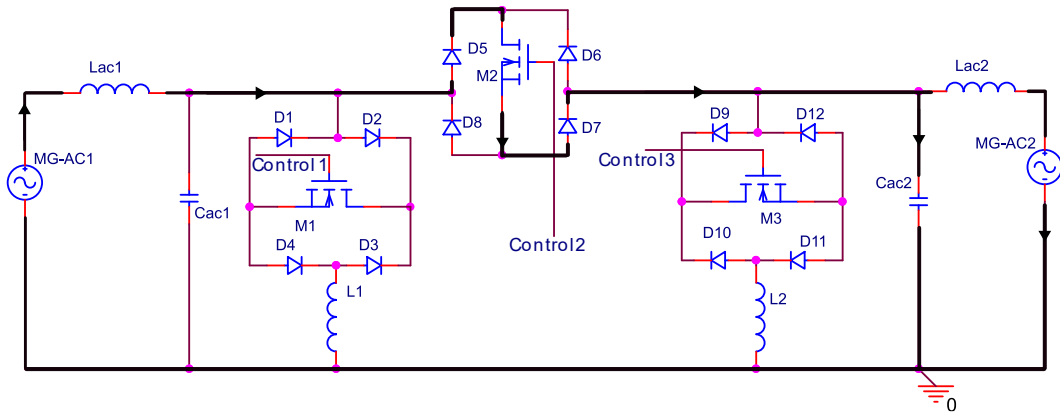 D5
D6
M2
Lac1
Lac2
D8
D7
D1
D2
D9
D12
MG-AC1
Control1
Control3
MG-AC2
Cac1
M1
M3
Cac2
D4
D3
Control2
D10
D11
L1
L2
0